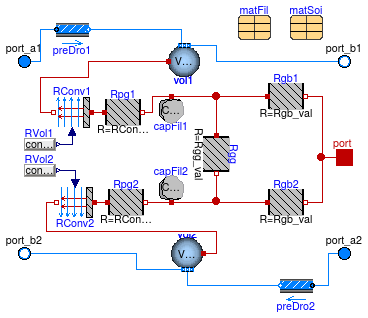 matFil
matSoi
port_a1
preDro1
V...
vol1
port_b1
RConv1
Rpg1
R=RCon...
capFil1
C...
Rgb1
R=Rgb_val
RVol1
con...
Rgg
R=Rgg_val
port
RVol2
con...
RConv2
Rpg2
R=RCon...
capFil2
C...
Rgb2
R=Rgb_val
port_b2
V...
port_a2
preDro2